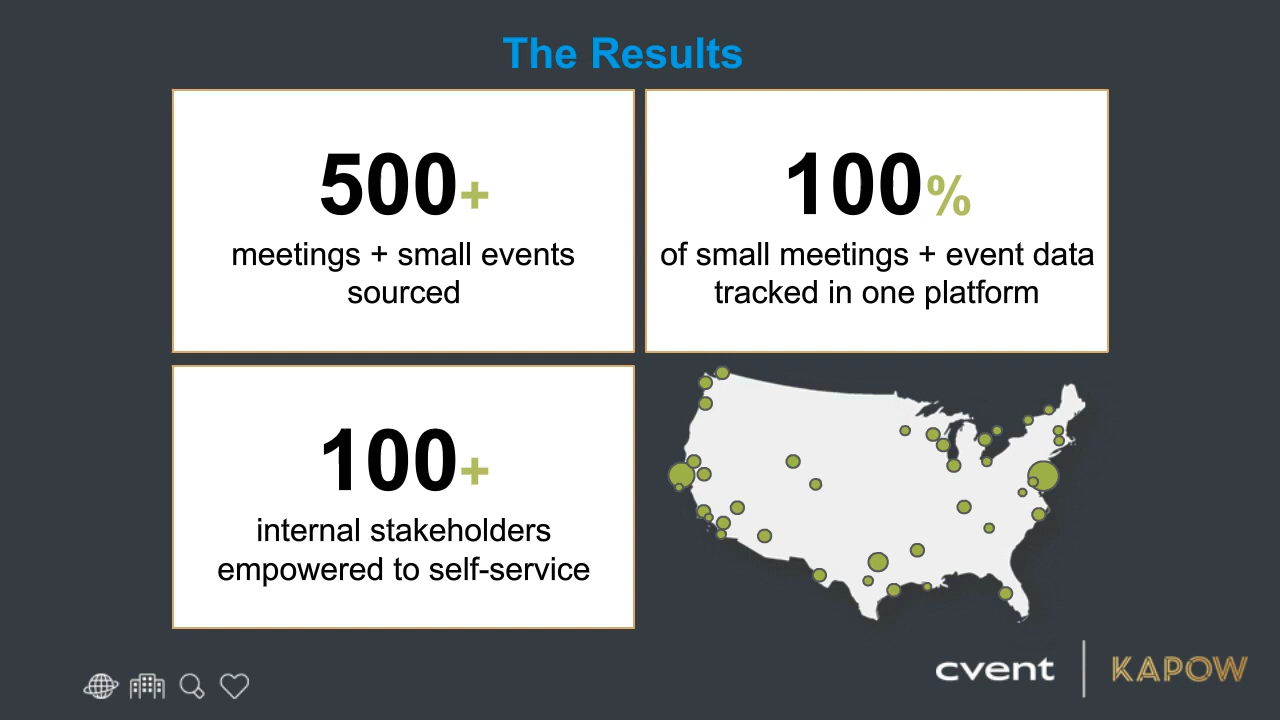 The Results
500+
meetings + small events
sourced
100%
of small meetings + event data
tracked in one platform
100+
internal stakeholders
empowered to self-service
cvent | KAPOW